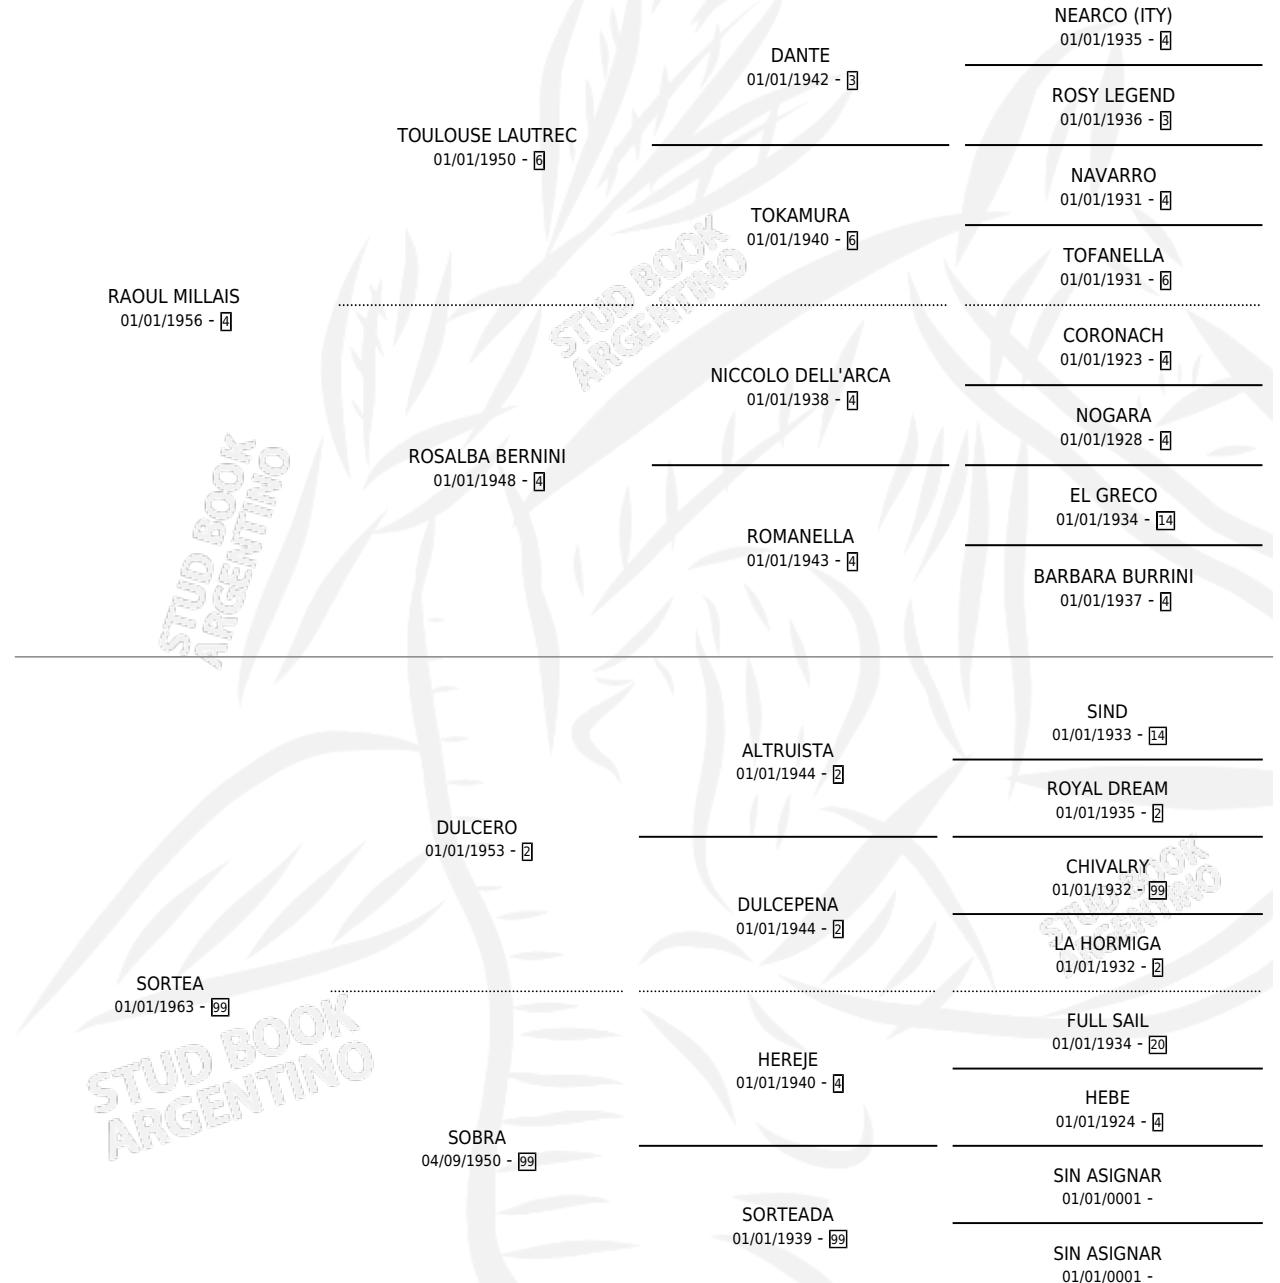 NEARCO (ITY)
01/01/1935 - 4
DANTE
01/01/1942 - 3
ROSY LEGEND
01/01/1936 - 3
TOULOUSE LAUTREC
01/01/1950 - 6
NAVARRO
01/01/1931 - 4
TOKAMURA
01/01/1940 - 6
TOFANELLA
01/01/1931 - 6
RAOUL MILLAIS
01/01/1956 - 4
CORONACH
01/01/1923 - 4
NICCOLO DELL'ARCA
01/01/1938 - 4
NOGARA
01/01/1928 - 4
ROSALBA BERNINI
01/01/1948 - 4
EL GRECO
01/01/1934 - 14
ROMANELLA
01/01/1943 - 4
BARBARA BURRINI
01/01/1937 - 4
SIND
01/01/1933 - 14
ALTRUISTA
01/01/1944 - 2
ROYAL DREAM
01/01/1935 - 2
DULCERO
01/01/1953 - 2
CHIVALRY
01/01/1932 - 99
DULCEPENA
01/01/1944 - 2
LA HORMIGA
01/01/1932 - 2
SORTEA
01/01/1963 - 99
FULL SAIL
01/01/1934 - 20
HEREJE
01/01/1940 - 4
HEBE
01/01/1924 - 4
SOBRA
04/09/1950 - 99
SIN ASIGNAR
01/01/0001 -
SORTEADA
01/01/1939 - 99
SIN ASIGNAR
01/01/0001 -
STUD BOOK
ARGENTINO
STUD BOOK
ARGENTINO
STUD BOOK
ARGENTINO
STUD BOOK
ARGENTINO